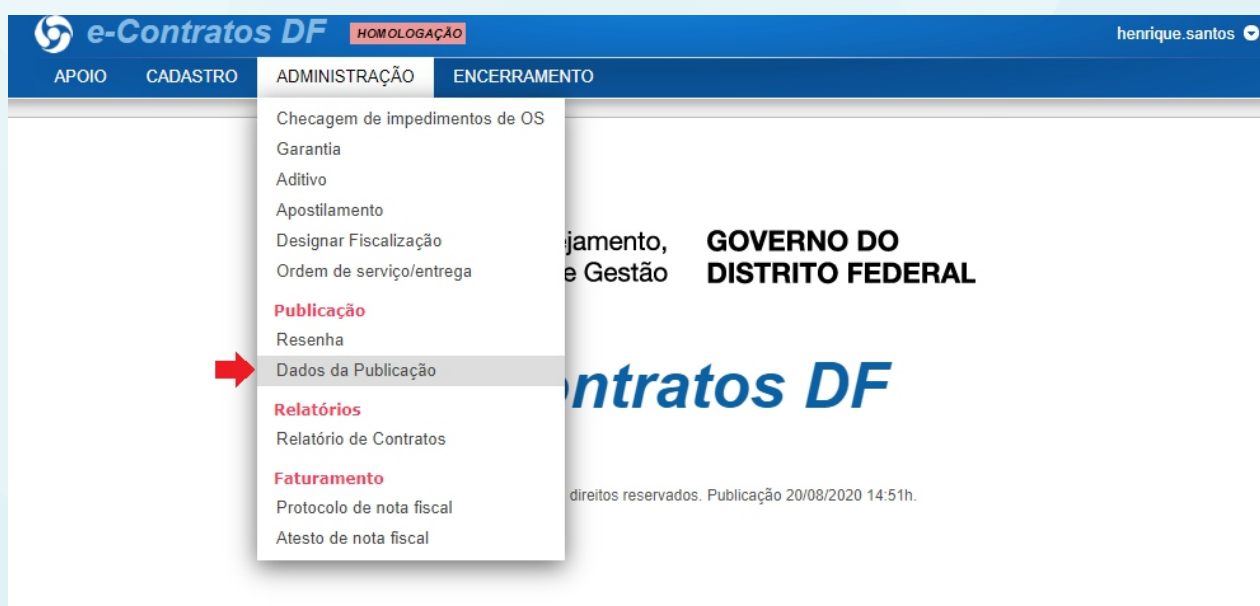 e-Contratos DF HOMOLOGAÇÃO henrique.santos
APOIO CADASTRO ADMINISTRAÇÃO ENCERRAMENTO
Checagem de impedimentos de OS
Garantia
Aditivo
Apostilamento
Designar Fiscalização
Ordem de serviço/entrega
Publicação
Resenha
Dados da Publicação
Relatórios
Relatório de Contratos
Faturamento
Protocolo de nota fiscal
Atesto de nota fiscal
jamento, GOVERNO DO
e Gestão DISTRITO FEDERAL
ntratos DF
direitos reservados. Publicação 20/08/2020 14:51h.